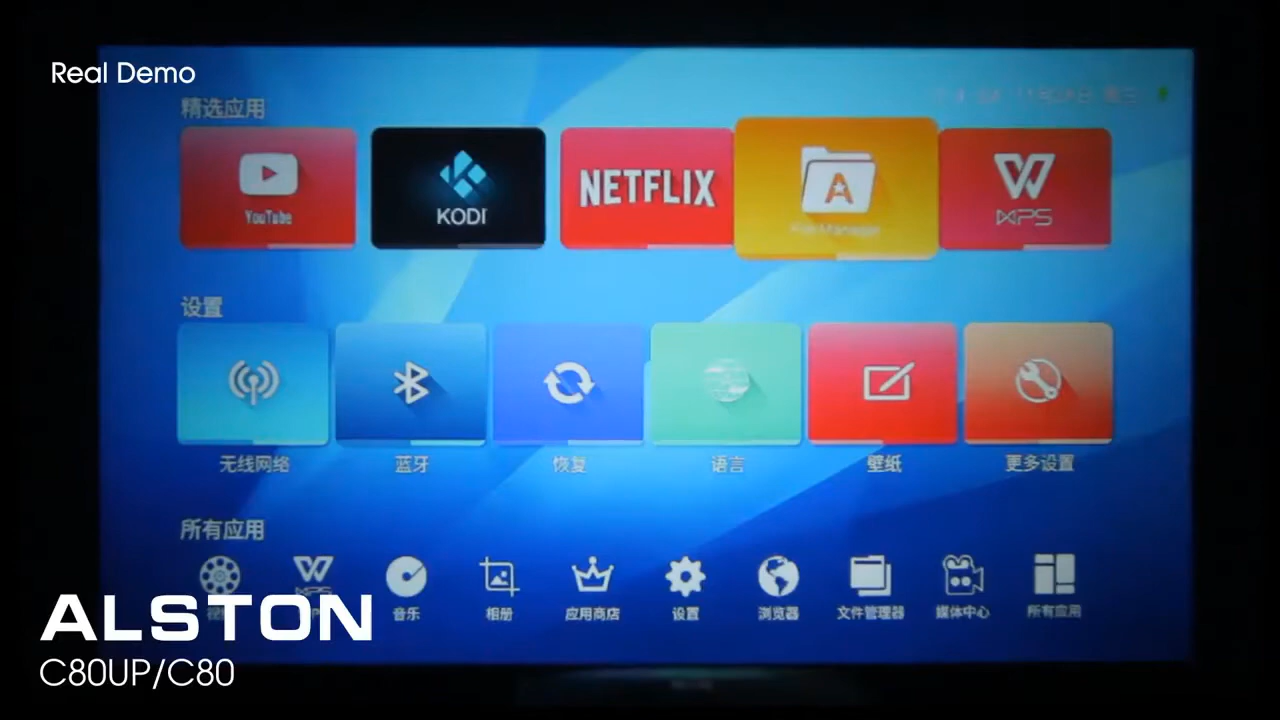 Real Demo
精选应用
YouTube
KODI
NETFLIX
A
File Manager
WPS
设置
无线网络
蓝牙
恢复
语言
壁纸
更多设置
所有应用
WPS
音乐
相册
应用商店
设置
浏览器
文件管理器
媒体中心
所有应用
ALSTON
C80UP/C80